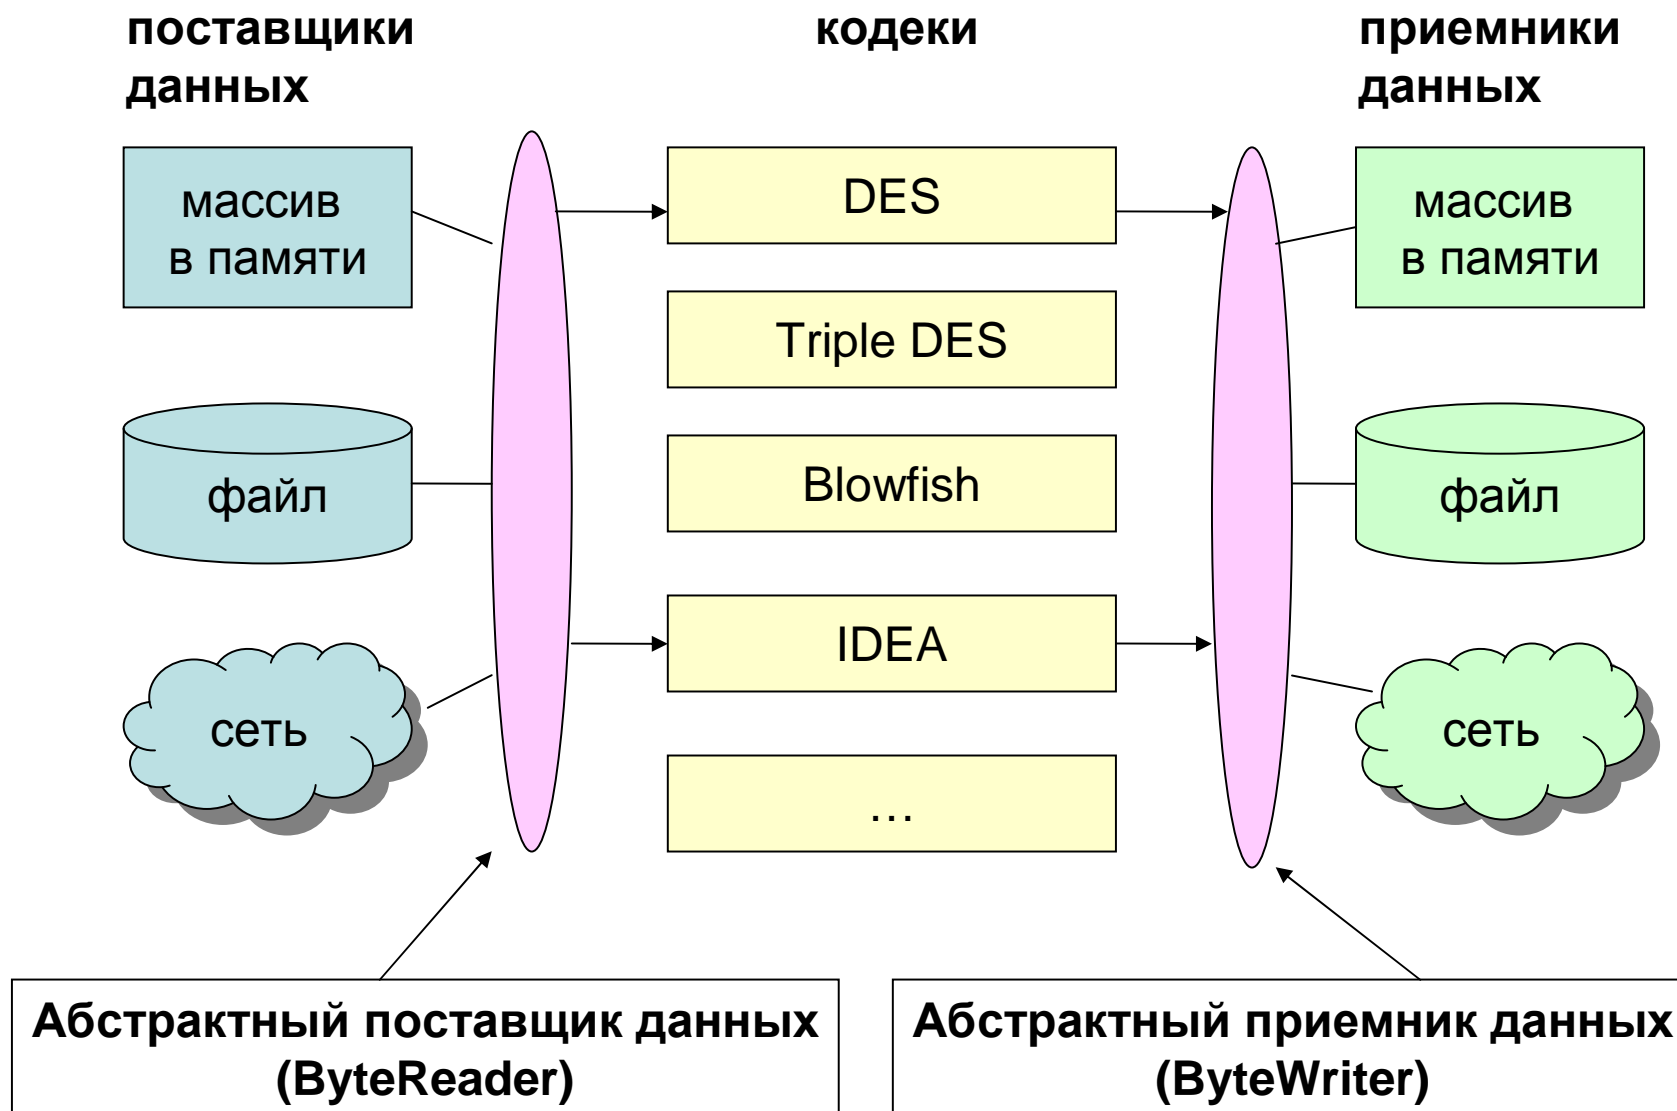 поставщики
данных
кодеки
приемники
данных
массив
в памяти
DES
массив
в памяти
Triple DES
файл
Blowfish
файл
сеть
IDEA
сеть
...
Абстрактный поставщик данных
(ByteReader)
Абстрактный приемник данных
(ByteWriter)